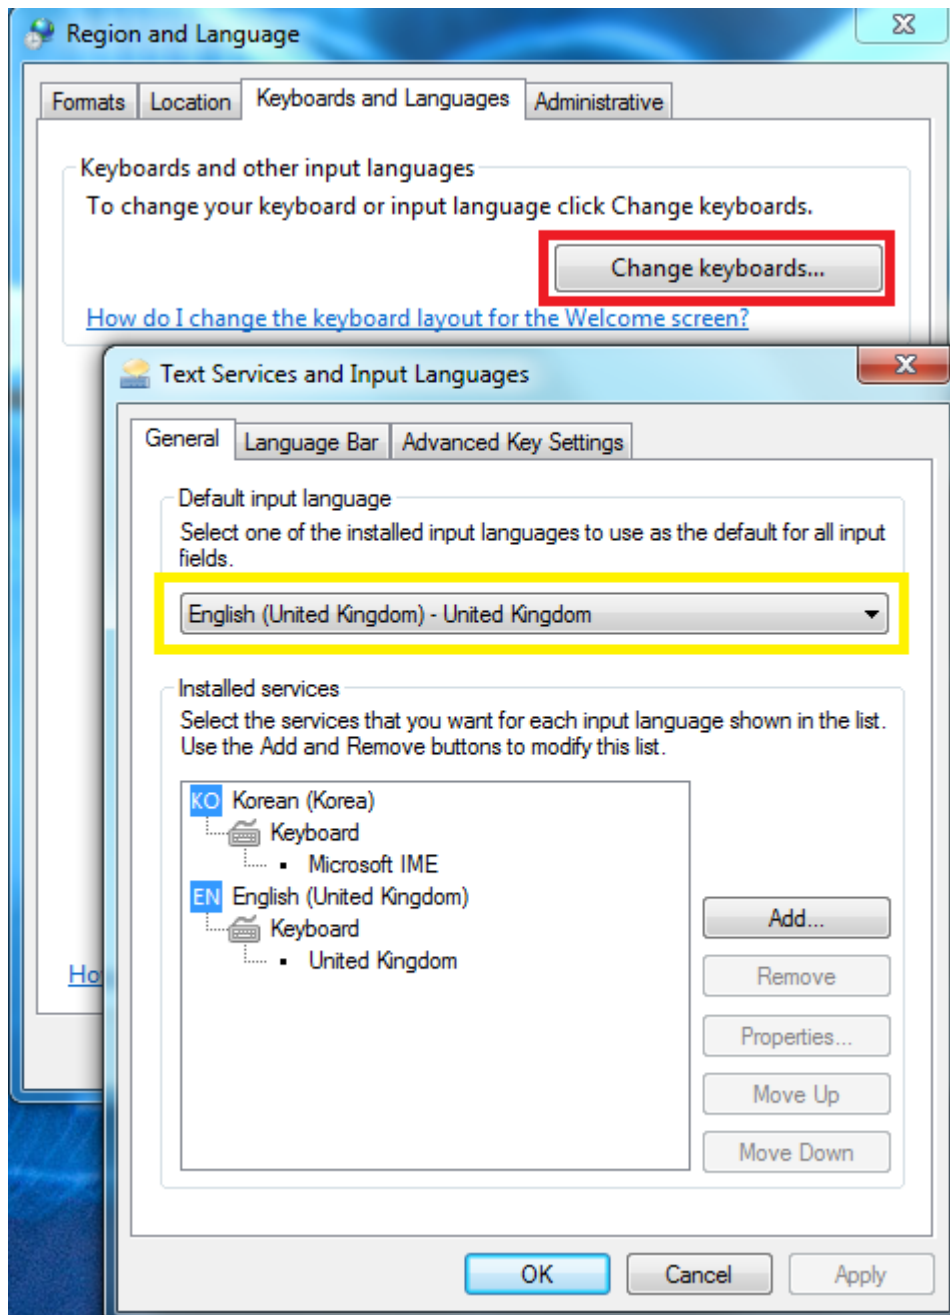 Region and Language
Formats Location Keyboards and Languages Administrative
Keyboards and other input languages
To change your keyboard or input language click Change keyboards.
Change keyboards...
How do I change the keyboard layout for the Welcome screen?
Text Services and Input Languages
General Language Bar Advanced Key Settings
Default input language
Select one of the installed input languages to use as the default for all input
fields.
English (United Kingdom) - United Kingdom
Installed services
Select the services that you want for each input language shown in the list.
Use the Add and Remove buttons to modify this list.
KO Korean (Korea)
Keyboard
Microsoft IME
EN English (United Kingdom)
Keyboard
United Kingdom
Add...
Remove
Properties...
Move Up
Move Down
OK Cancel Apply